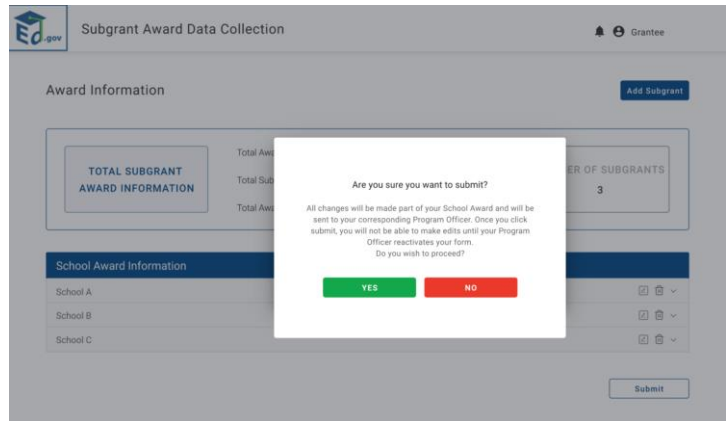 Ed.gov
Subgrant Award Data Collection
Grantee
Award Information
Add Subgrant
TOTAL SUBGRANT
AWARD INFORMATION
Total
Total
Total
OF SUBGRANTS
3
Are you sure you want to submit?
All changes will be made part of your School Award and will be
sent to your corresponding Program Officer. Once you click
submit, you will not be able to make edits until your Program
Officer reactivates your form.
Do you wish to proceed?
YES
NO
School Award Information
School A
School B
School C
Submit